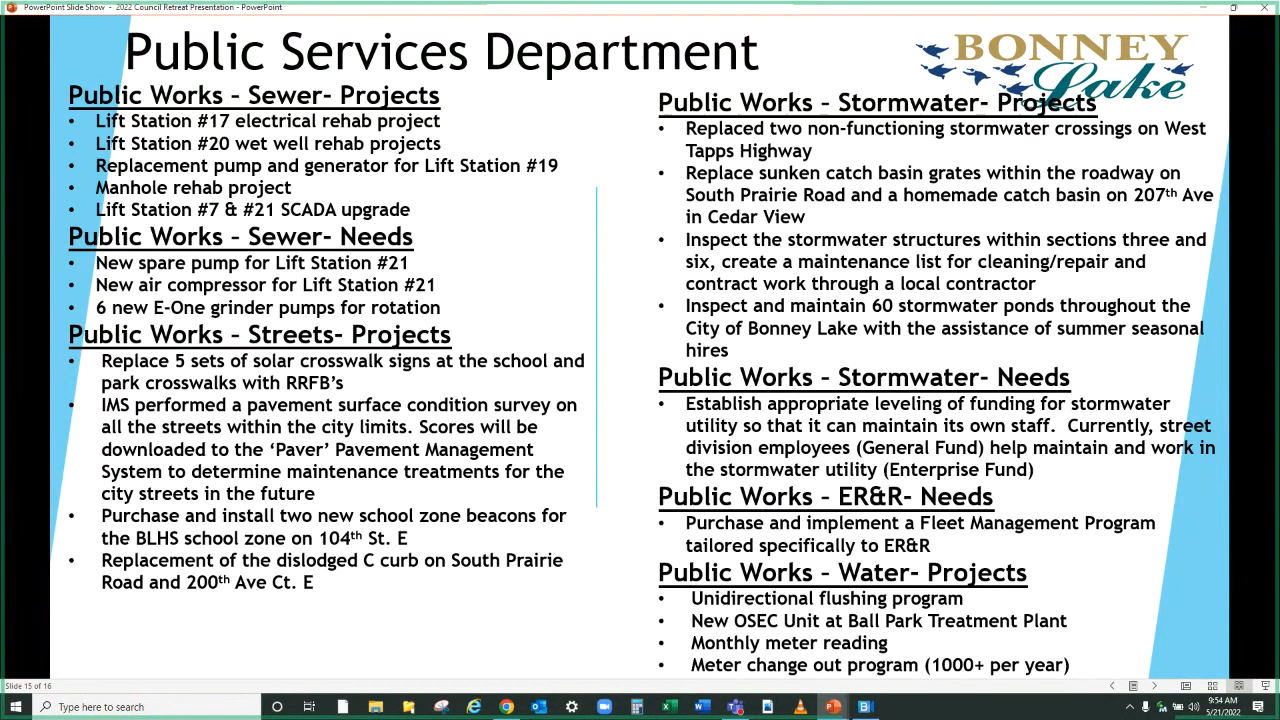 PowerPoint Slide Show - 2022 Council Retreat Presentation - PowerPoint
Public Services Department
BONNEY
Lake
Public Works – Sewer- Projects
• Lift Station #17 electrical rehab project
• Lift Station #20 wet well rehab projects
• Replacement pump and generator for Lift Station #19
• Manhole rehab project
• Lift Station #7 & #21 SCADA upgrade
Public Works – Sewer- Needs
• New spare pump for Lift Station #21
• New air compressor for Lift Station #21
• 6 new E-One grinder pumps for rotation
Public Works – Streets- Projects
• Replace 5 sets of solar crosswalk signs at the school and
park crosswalks with RRFB’s
• IMS performed a pavement surface condition survey on
all the streets within the city limits. Scores will be
downloaded to the ‘Paver’ Pavement Management
System to determine maintenance treatments for the
city streets in the future
• Purchase and install two new school zone beacons for
the BLHS school zone on 104th St. E
• Replacement of the dislodged C curb on South Prairie
Road and 200th Ave Ct. E
Public Works – Stormwater- Projects
• Replaced two non-functioning stormwater crossings on West
Tapps Highway
• Replace sunken catch basin grates within the roadway on
South Prairie Road and a homemade catch basin on 207th Ave
in Cedar View
• Inspect the stormwater structures within sections three and
six, create a maintenance list for cleaning/repair and
contract work through a local contractor
• Inspect and maintain 60 stormwater ponds throughout the
City of Bonney Lake with the assistance of summer seasonal
hires
Public Works – Stormwater- Needs
• Establish appropriate leveling of funding for stormwater
utility so that it can maintain its own staff.  Currently, street
division employees (General Fund) help maintain and work in
the stormwater utility (Enterprise Fund)
Public Works – ER&R- Needs
• Purchase and implement a Fleet Management Program
tailored specifically to ER&R
Public Works – Water- Projects
• Unidirectional flushing program
• New OSEC Unit at Ball Park Treatment Plant
• Monthly meter reading
• Meter change out program (1000+ per year)
Slide 15 of 16
Type here to search
9:54 AM
5/21/2022